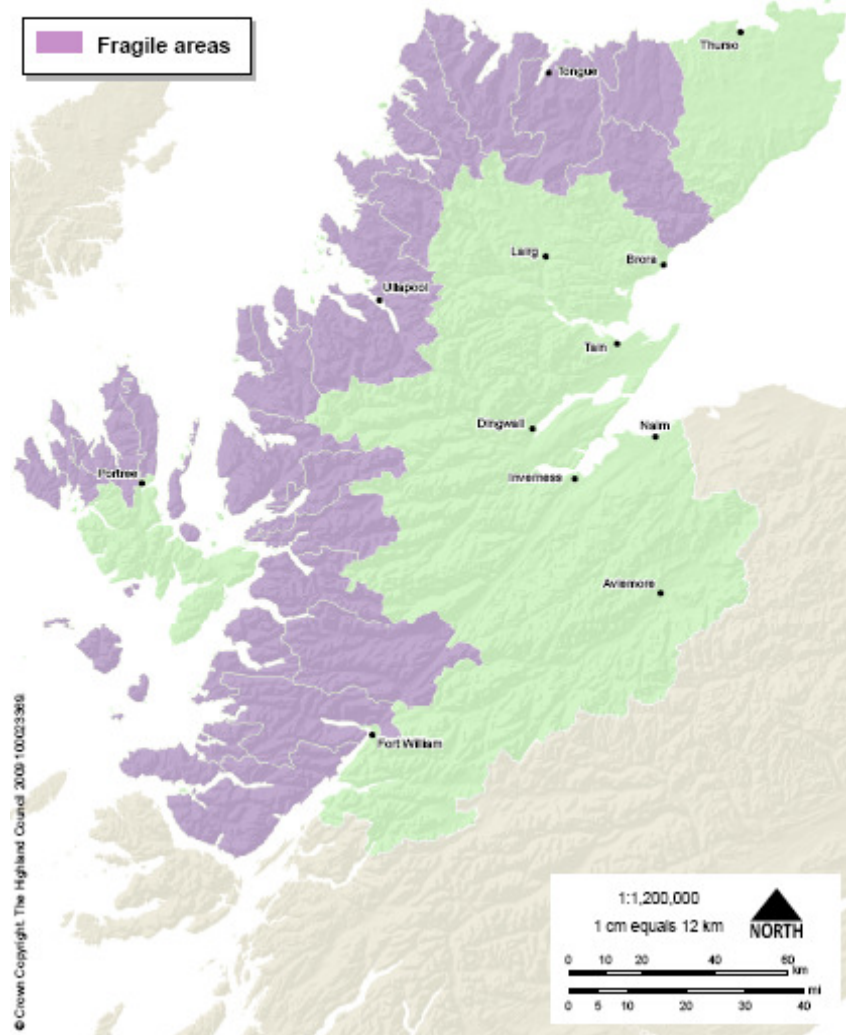 Fragile areas
Thurso
Tongue
Lairg
Brora
Ullapool
Tain
Dingwall
Nairn
Portree
Inverness
Aviemore
Fort William
© Crown Copyright. The Highland Council 2009 100023369
1:1,200,000
1 cm equals 12 km
NORTH
0 10 20 40 60
km
mi
0 5 10 20 30 40